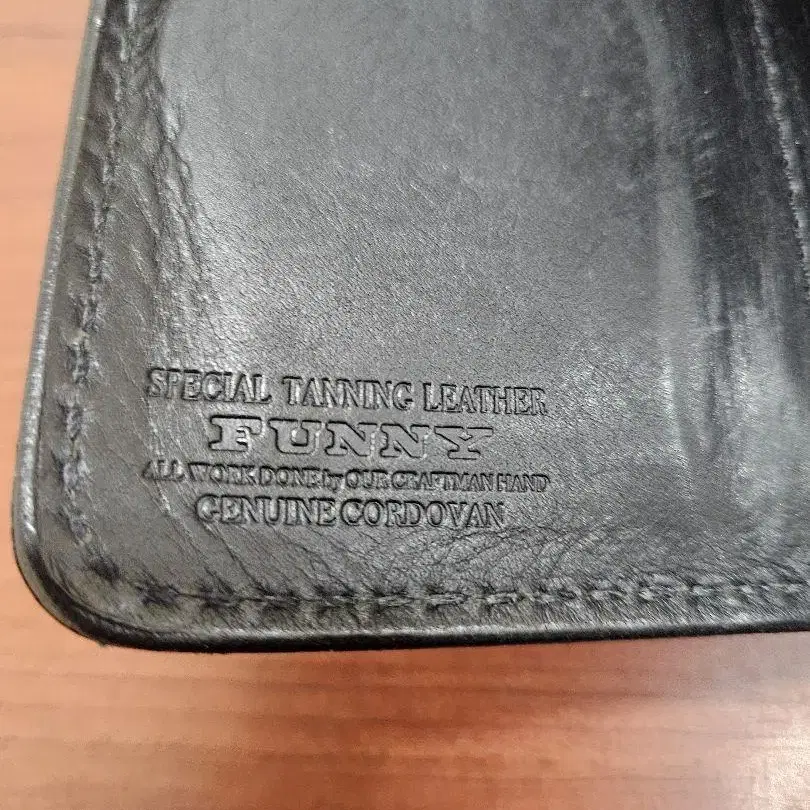 SPECIAL TANNING LEATHER
FUNNY
ALL WORK DONE by OUR CRAFTMAN HAND
GENUINE CORDOVAN